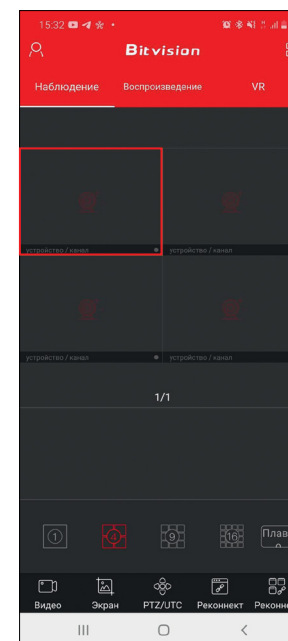 15:32
Bitvision
Наблюдение Воспроизведение VR
устройство / канал устройство / канал
устройство / канал устройство / канал
1/1
1 4 9 16 Плав
Видео Экран PTZ/UTC Реконнект Реконне